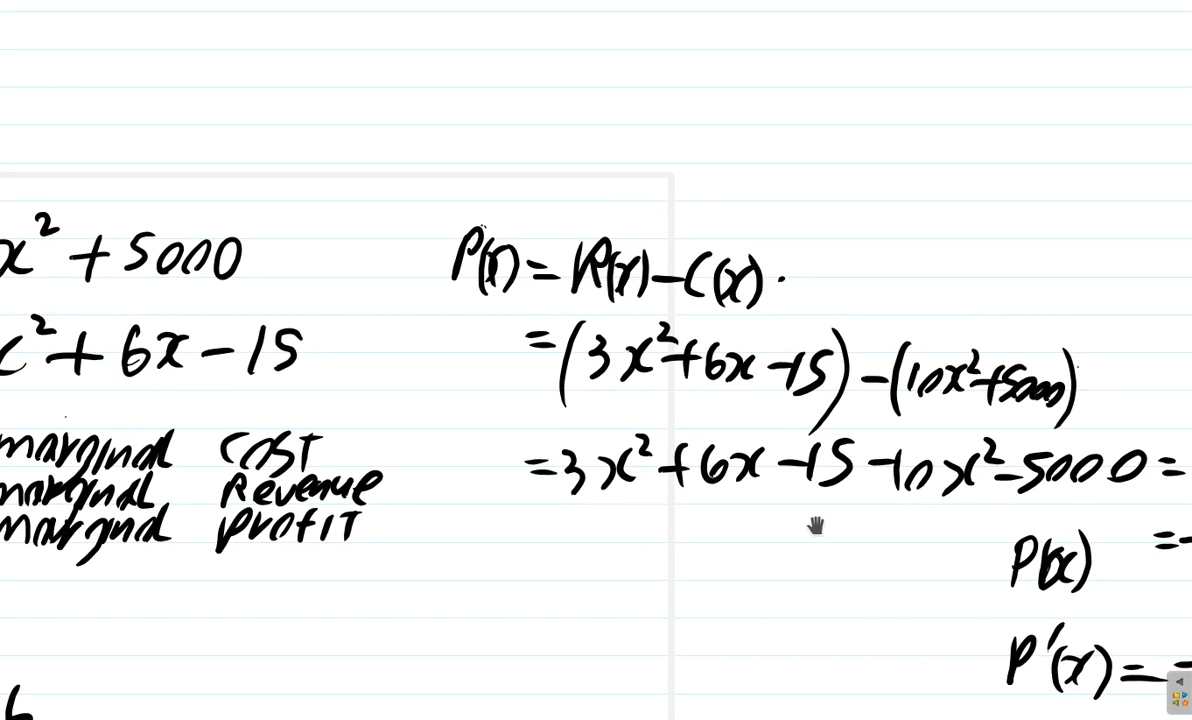 x² + 5000
x² + 6x - 15
marginal cost
marginal Revenue
marginal profit
P(x) = R(x) - C(x).
= (3x² + 6x - 15) - (10x² + 5000)
= 3x² + 6x - 15 - 10x² - 5000 =
P(x) = -
P'(x) = -